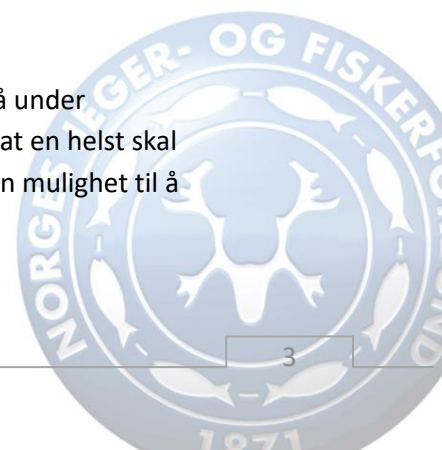 å under
at en helst skal
n mulighet til å
NORGES JEGER- OG FISKERFORBUND
3
1871